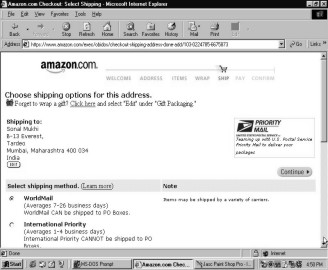 Amazon.com Checkout: Select Shipping - Microsoft Internet Explorer
File Edit View Favorites Tools Help
Back Stop Refresh Home Search Favorites History Mail Print
Address https://www.amazon.com/exec/obidos/checkout-shipping-address-done-add/103-0224785-6675873 Go Links
amazon.com.
WELCOME ADDRESS ITEMS WRAP SHIP PAY CONFIRM
Choose shipping options for this address.
Forget to wrap a gift? Click here and select "Edit" under "Gift Packaging."
Shipping to:
Sonal Mukhi
B-13 Everest,
Tardeo
Mumbai, Maharashtra 400 034
India
PRIORITY
MAIL
Teaming up with U.S. Postal Service
Priority Mail to deliver your
packages
Continue
Select shipping method. (Learn more) Note
WorldMail Items may be shipped by a variety of carriers.
(Averages 7-26 business days)
WorldMail CAN be shipped to PO Boxes.
International Priority
(Averages 1-4 business days)
International Priority CANNOT be shipped to PO
Boxes.
Done Internet
Start MS-DOS Prompt Amazon.com Chec... Jasc Paint Shop Pro - I... 4:50 PM